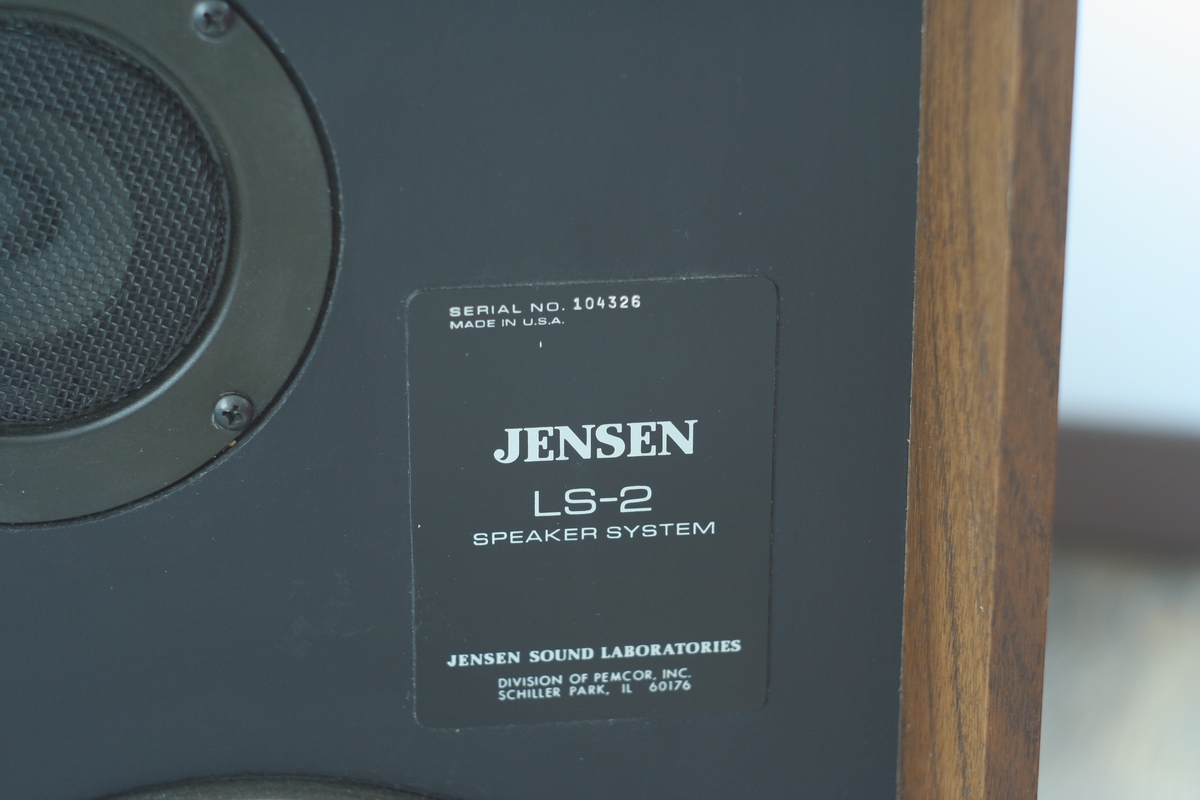 SERIAL NO. 104326
MADE IN U.S.A.
JENSEN
LS-2
SPEAKER SYSTEM
JENSEN SOUND LABORATORIES
DIVISION OF PEMCOR, INC.
SCHILLER PARK, IL 60176